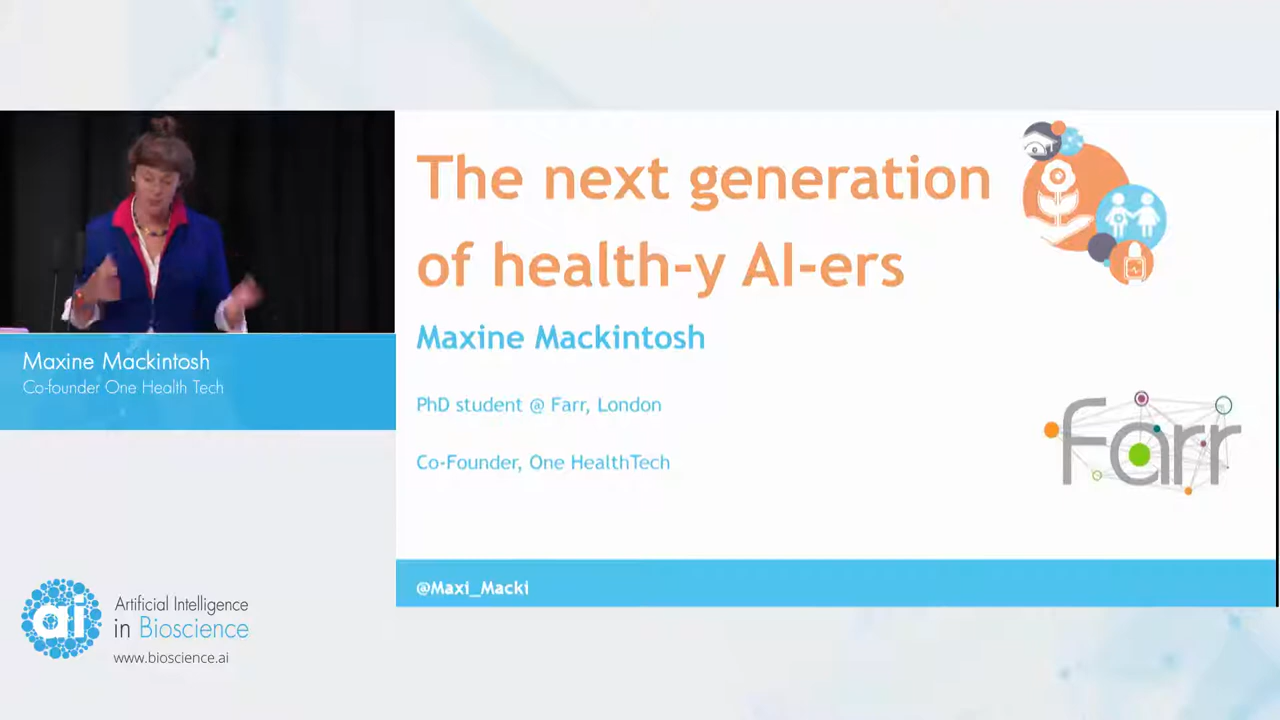 The next generation
of health-y AI-ers
Maxine Mackintosh
PhD student @ Farr, London
Co-Founder, One HealthTech
farr
@Maxi_Macki
Maxine Mackintosh
Co-founder One Health Tech
ai
Artificial Intelligence
in Bioscience
www.bioscience.ai